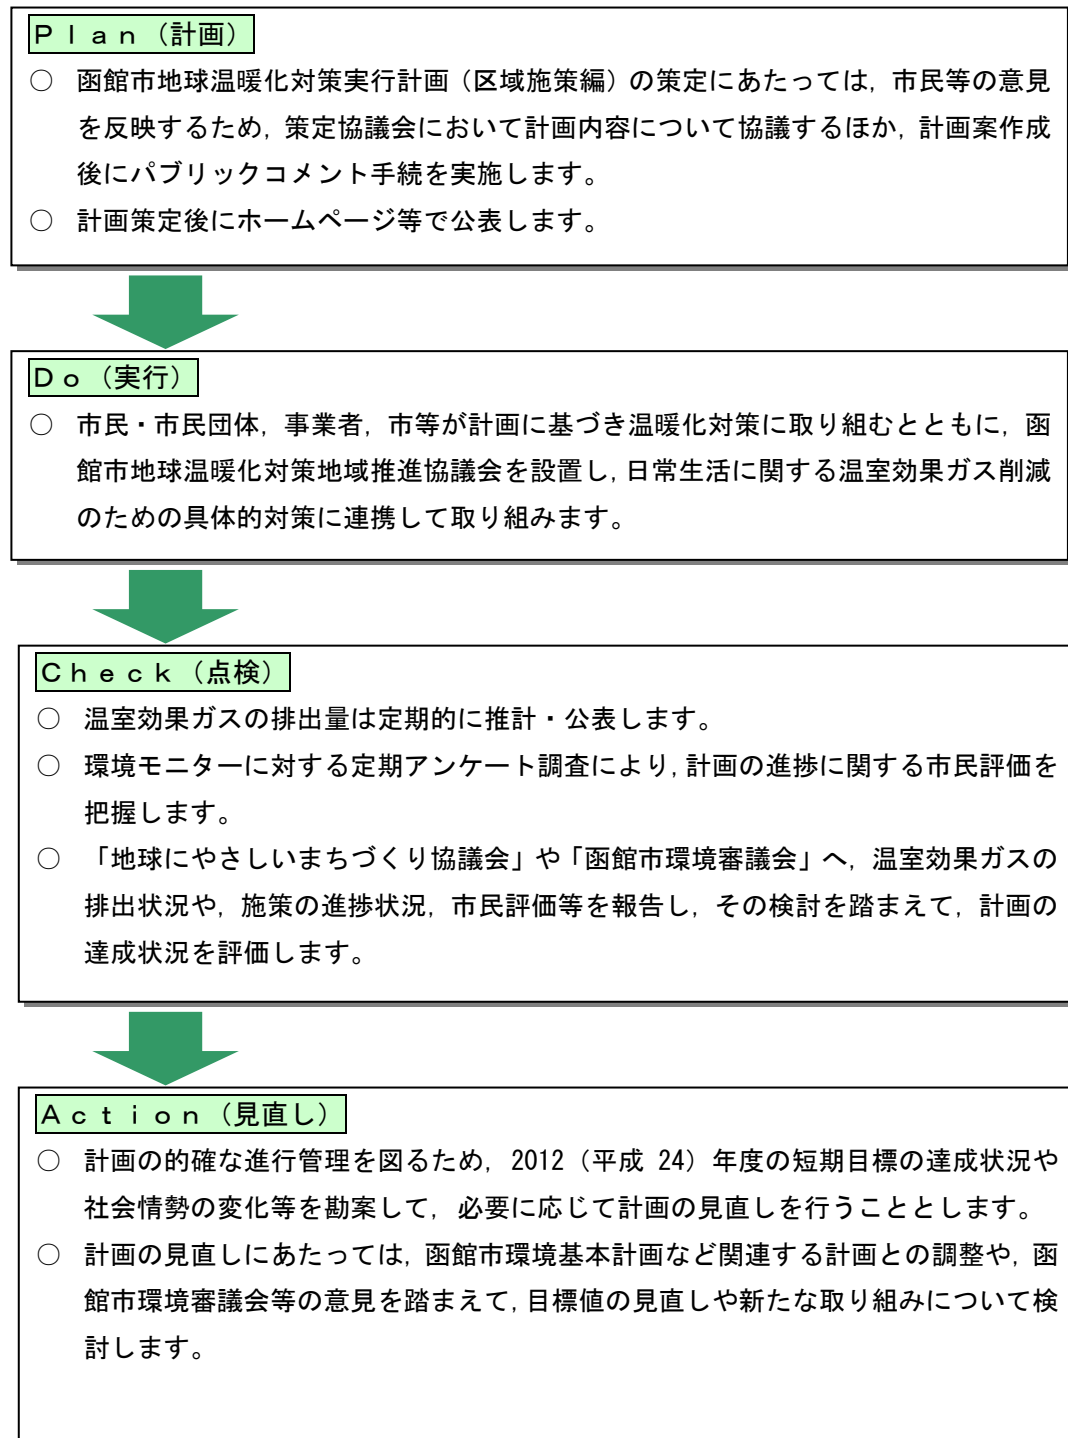 Ｐｌａｎ（計画）
○　函館市地球温暖化対策実行計画（区域施策編）の策定にあたっては，市民等の意見
を反映するため，策定協議会において計画内容について協議するほか，計画案作成
後にパブリックコメント手続を実施します。
○　計画策定後にホームページ等で公表します。
Ｄｏ（実行）
○　市民・市民団体，事業者，市等が計画に基づき温暖化対策に取り組むとともに，函
館市地球温暖化対策地域推進協議会を設置し，日常生活に関する温室効果ガス削減
のための具体的対策に連携して取り組みます。
Ｃｈｅｃｋ（点検）
○　温室効果ガスの排出量は定期的に推計・公表します。
○　環境モニターに対する定期アンケート調査により，計画の進捗に関する市民評価を
把握します。
○　「地球にやさしいまちづくり協議会」や「函館市環境審議会」へ，温室効果ガスの
排出状況や，施策の進捗状況，市民評価等を報告し，その検討を踏まえて，計画の
達成状況を評価します。
Ａｃｔｉｏｎ（見直し）
○　計画の的確な進行管理を図るため，2012（平成 24）年度の短期目標の達成状況や
社会情勢の変化等を勘案して，必要に応じて計画の見直しを行うこととします。
○　計画の見直しにあたっては，函館市環境基本計画など関連する計画との調整や，函
館市環境審議会等の意見を踏まえて，目標値の見直しや新たな取り組みについて検
討します。